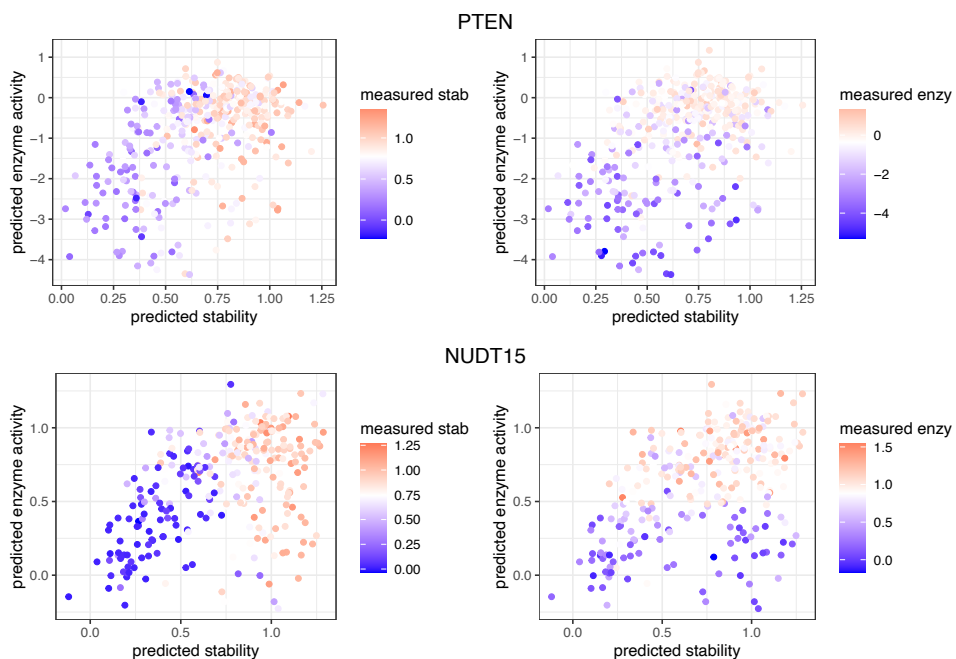 PTEN
predicted enzyme activity
1
0
−1
−2
−3
−4
0.00 0.25 0.50 0.75 1.00 1.25
predicted stability
measured stab
1.0
0.5
0.0
predicted enzyme activity
1
0
−1
−2
−3
−4
0.00 0.25 0.50 0.75 1.00 1.25
predicted stability
measured enzy
0
−2
−4
NUDT15
predicted enzyme activity
1.0
0.5
0.0
0.0 0.5 1.0
predicted stability
measured stab
1.25
1.00
0.75
0.50
0.25
0.00
predicted enzyme activity
1.0
0.5
0.0
0.0 0.5 1.0
predicted stability
measured enzy
1.5
1.0
0.5
0.0